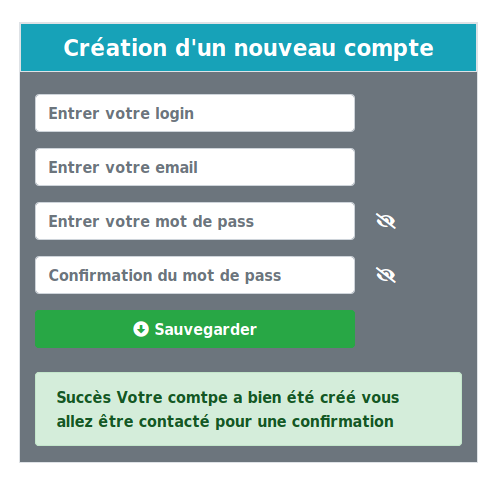 Création d'un nouveau compte
Entrer votre login
Entrer votre email
Entrer votre mot de pass
Confirmation du mot de pass
Sauvegarder
Succès Votre comtpe a bien été créé vous
allez être contacté pour une confirmation